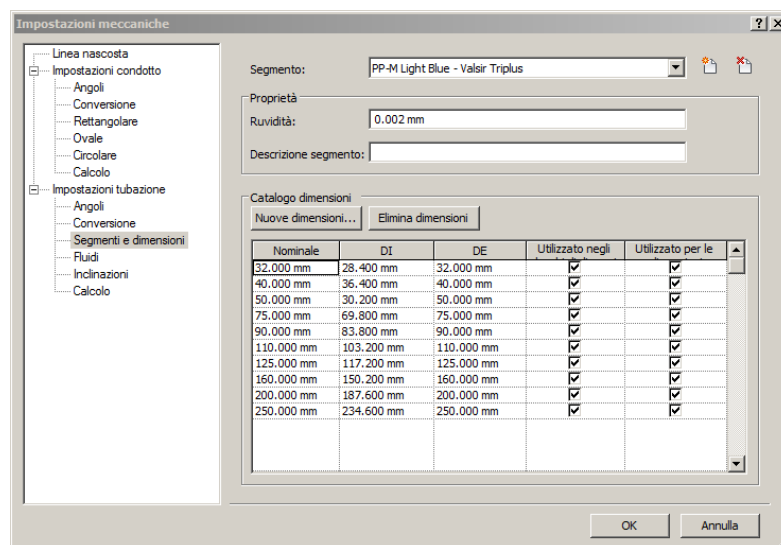 Impostazioni meccaniche
Linea nascosta
Impostazioni condotto
Angoli
Conversione
Rettangolare
Ovale
Circolare
Calcolo
Impostazioni tubazione
Angoli
Conversione
Segmenti e dimensioni
Fluidi
Inclinazioni
Calcolo
Segmento: PP-M Light Blue - Valsir Triplus
Proprietà
Ruvidità: 0.002 mm
Descrizione segmento:
Catalogo dimensioni
Nuove dimensioni... Elimina dimensioni
Nominale DI DE Utilizzato negli Utilizzato per le
32.000 mm 28.400 mm 32.000 mm
40.000 mm 36.400 mm 40.000 mm
50.000 mm 30.200 mm 50.000 mm
75.000 mm 69.800 mm 75.000 mm
90.000 mm 83.800 mm 90.000 mm
110.000 mm 103.200 mm 110.000 mm
125.000 mm 117.200 mm 125.000 mm
160.000 mm 150.200 mm 160.000 mm
200.000 mm 187.600 mm 200.000 mm
250.000 mm 234.600 mm 250.000 mm
OK Annulla